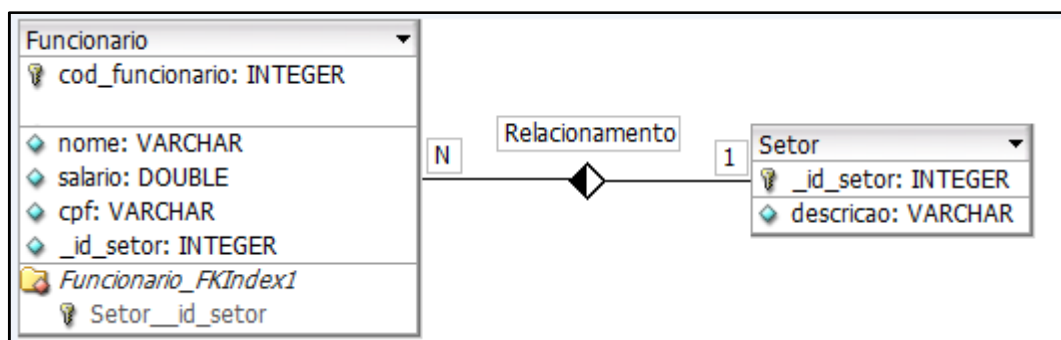 Funcionario
cod_funcionario: INTEGER
nome: VARCHAR
salario: DOUBLE
cpf: VARCHAR
_id_setor: INTEGER
Funcionario_FKIndex1
Setor__id_setor
N
Relacionamento
1
Setor
_id_setor: INTEGER
descricao: VARCHAR